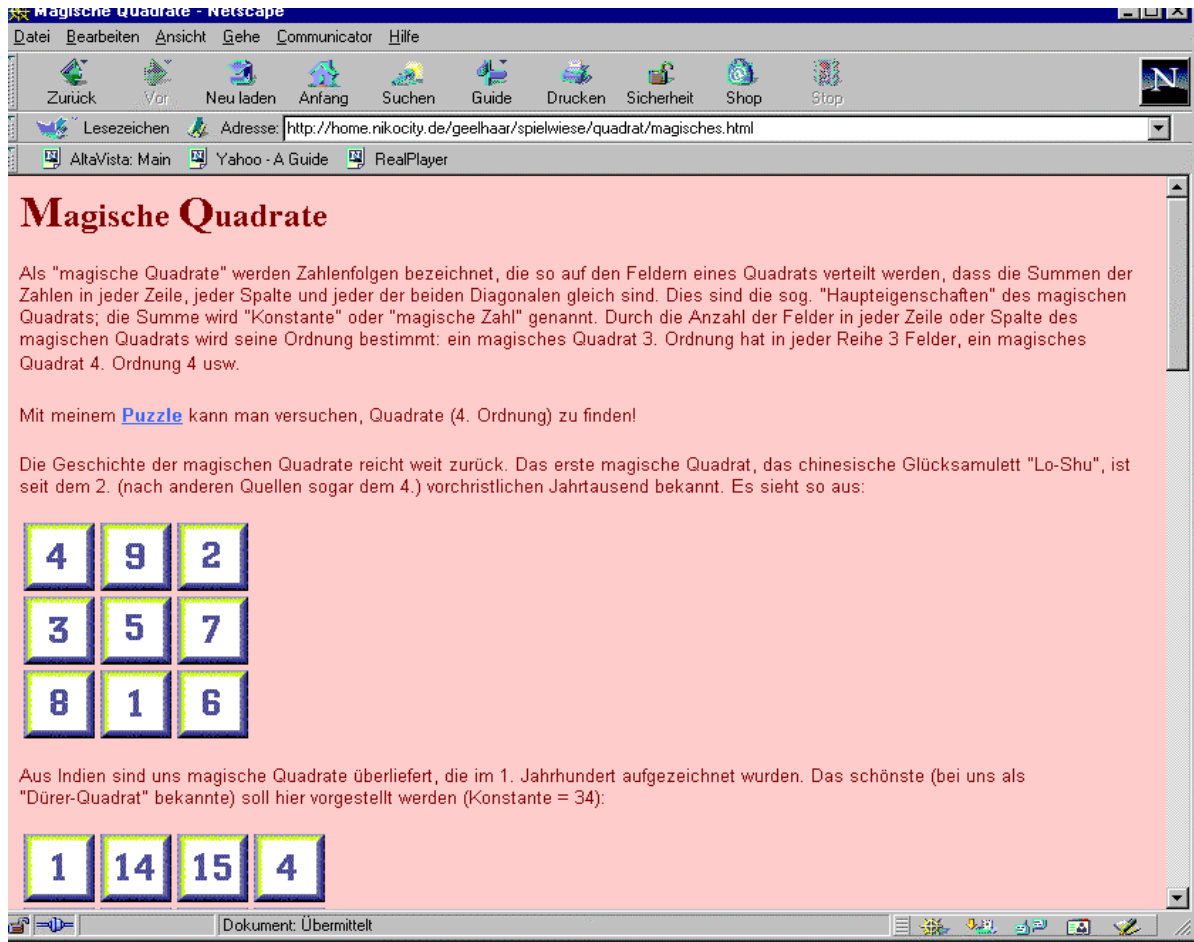 Magische Quadrate - Netscape
Datei Bearbeiten Ansicht Gehe Communicator Hilfe
Zurück Vor Neu laden Anfang Suchen Guide Drucken Sicherheit Shop Stop
N
Lesezeichen Adresse: http://home.nikocity.de/geelhaar/spielwiese/quadrat/magisches.html
AltaVista: Main Yahoo - A Guide RealPlayer
Magische Quadrate
Als "magische Quadrate" werden Zahlenfolgen bezeichnet, die so auf den Feldern eines Quadrats verteilt werden, dass die Summen der
Zahlen in jeder Zeile, jeder Spalte und jeder der beiden Diagonalen gleich sind. Dies sind die sog. "Haupteigenschaften" des magischen
Quadrats; die Summe wird "Konstante" oder "magische Zahl" genannt. Durch die Anzahl der Felder in jeder Zeile oder Spalte des
magischen Quadrats wird seine Ordnung bestimmt: ein magisches Quadrat 3. Ordnung hat in jeder Reihe 3 Felder, ein magisches
Quadrat 4. Ordnung 4 usw.
Mit meinem Puzzle kann man versuchen, Quadrate (4. Ordnung) zu finden!
Die Geschichte der magischen Quadrate reicht weit zurück. Das erste magische Quadrat, das chinesische Glücksamulett "Lo-Shu", ist
seit dem 2. (nach anderen Quellen sogar dem 4.) vorchristlichen Jahrtausend bekannt. Es sieht so aus:
4 9 2
3 5 7
8 1 6
Aus Indien sind uns magische Quadrate überliefert, die im 1. Jahrhundert aufgezeichnet wurden. Das schönste (bei uns als
"Dürer-Quadrat" bekannte) soll hier vorgestellt werden (Konstante = 34):
1 14 15 4
Dokument: Übermittelt